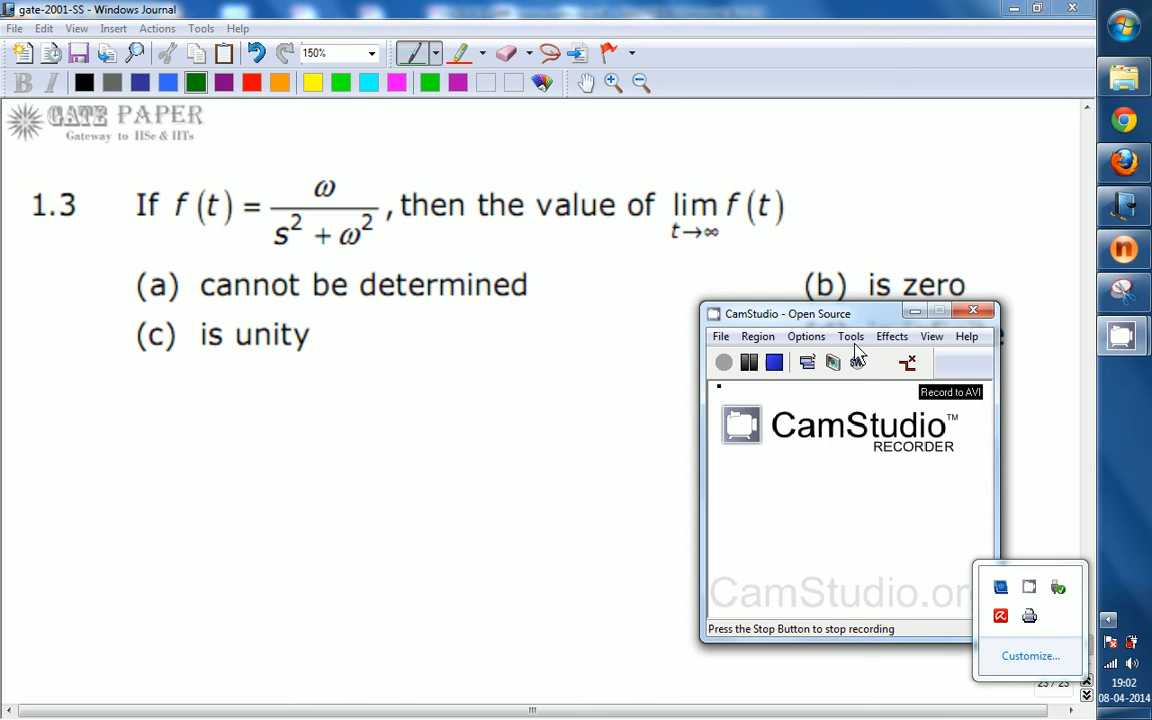 gate-2001-SS - Windows Journal
File Edit View Insert Actions Tools Help
150%
B I
GATE PAPER
Gateway to IISc & IITs
1.3 If f(t) = ω / (s² + ω²), then the value of lim t→∞ f(t)
(a) cannot be determined (b) is zero
(c) is unity
CamStudio - Open Source
File Region Options Tools Effects View Help
Record to AVI
CamStudio™
RECORDER
CamStudio.or
Press the Stop Button to stop recording
Customize...
23 / 23
19:02
08-04-2014